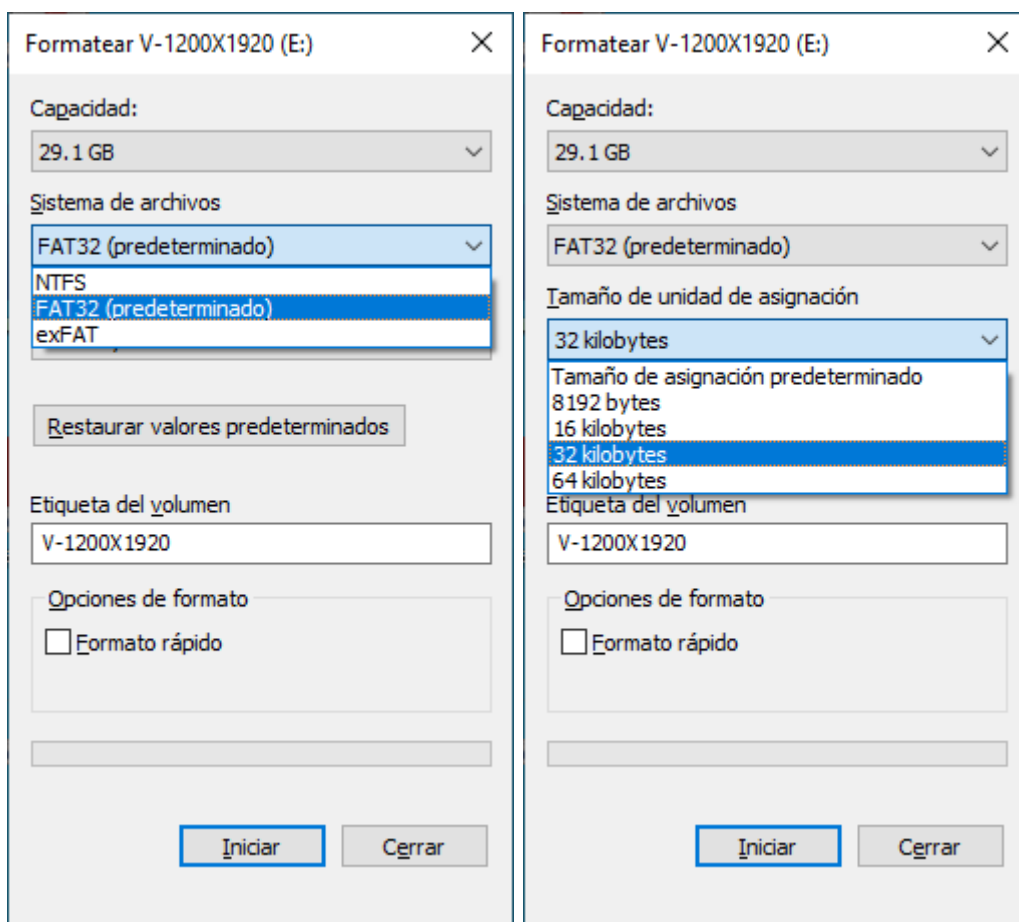 Formatear V-1200X1920 (E:)
Capacidad:
29.1 GB
Sistema de archivos
FAT32 (predeterminado)
NTFS
FAT32 (predeterminado)
exFAT
Restaurar valores predeterminados
Etiqueta del volumen
V-1200X1920
Opciones de formato
Formato rápido
Iniciar
Cerrar
Formatear V-1200X1920 (E:)
Capacidad:
29.1 GB
Sistema de archivos
FAT32 (predeterminado)
Tamaño de unidad de asignación
32 kilobytes
Tamaño de asignación predeterminado
8192 bytes
16 kilobytes
32 kilobytes
64 kilobytes
Etiqueta del volumen
V-1200X1920
Opciones de formato
Formato rápido
Iniciar
Cerrar